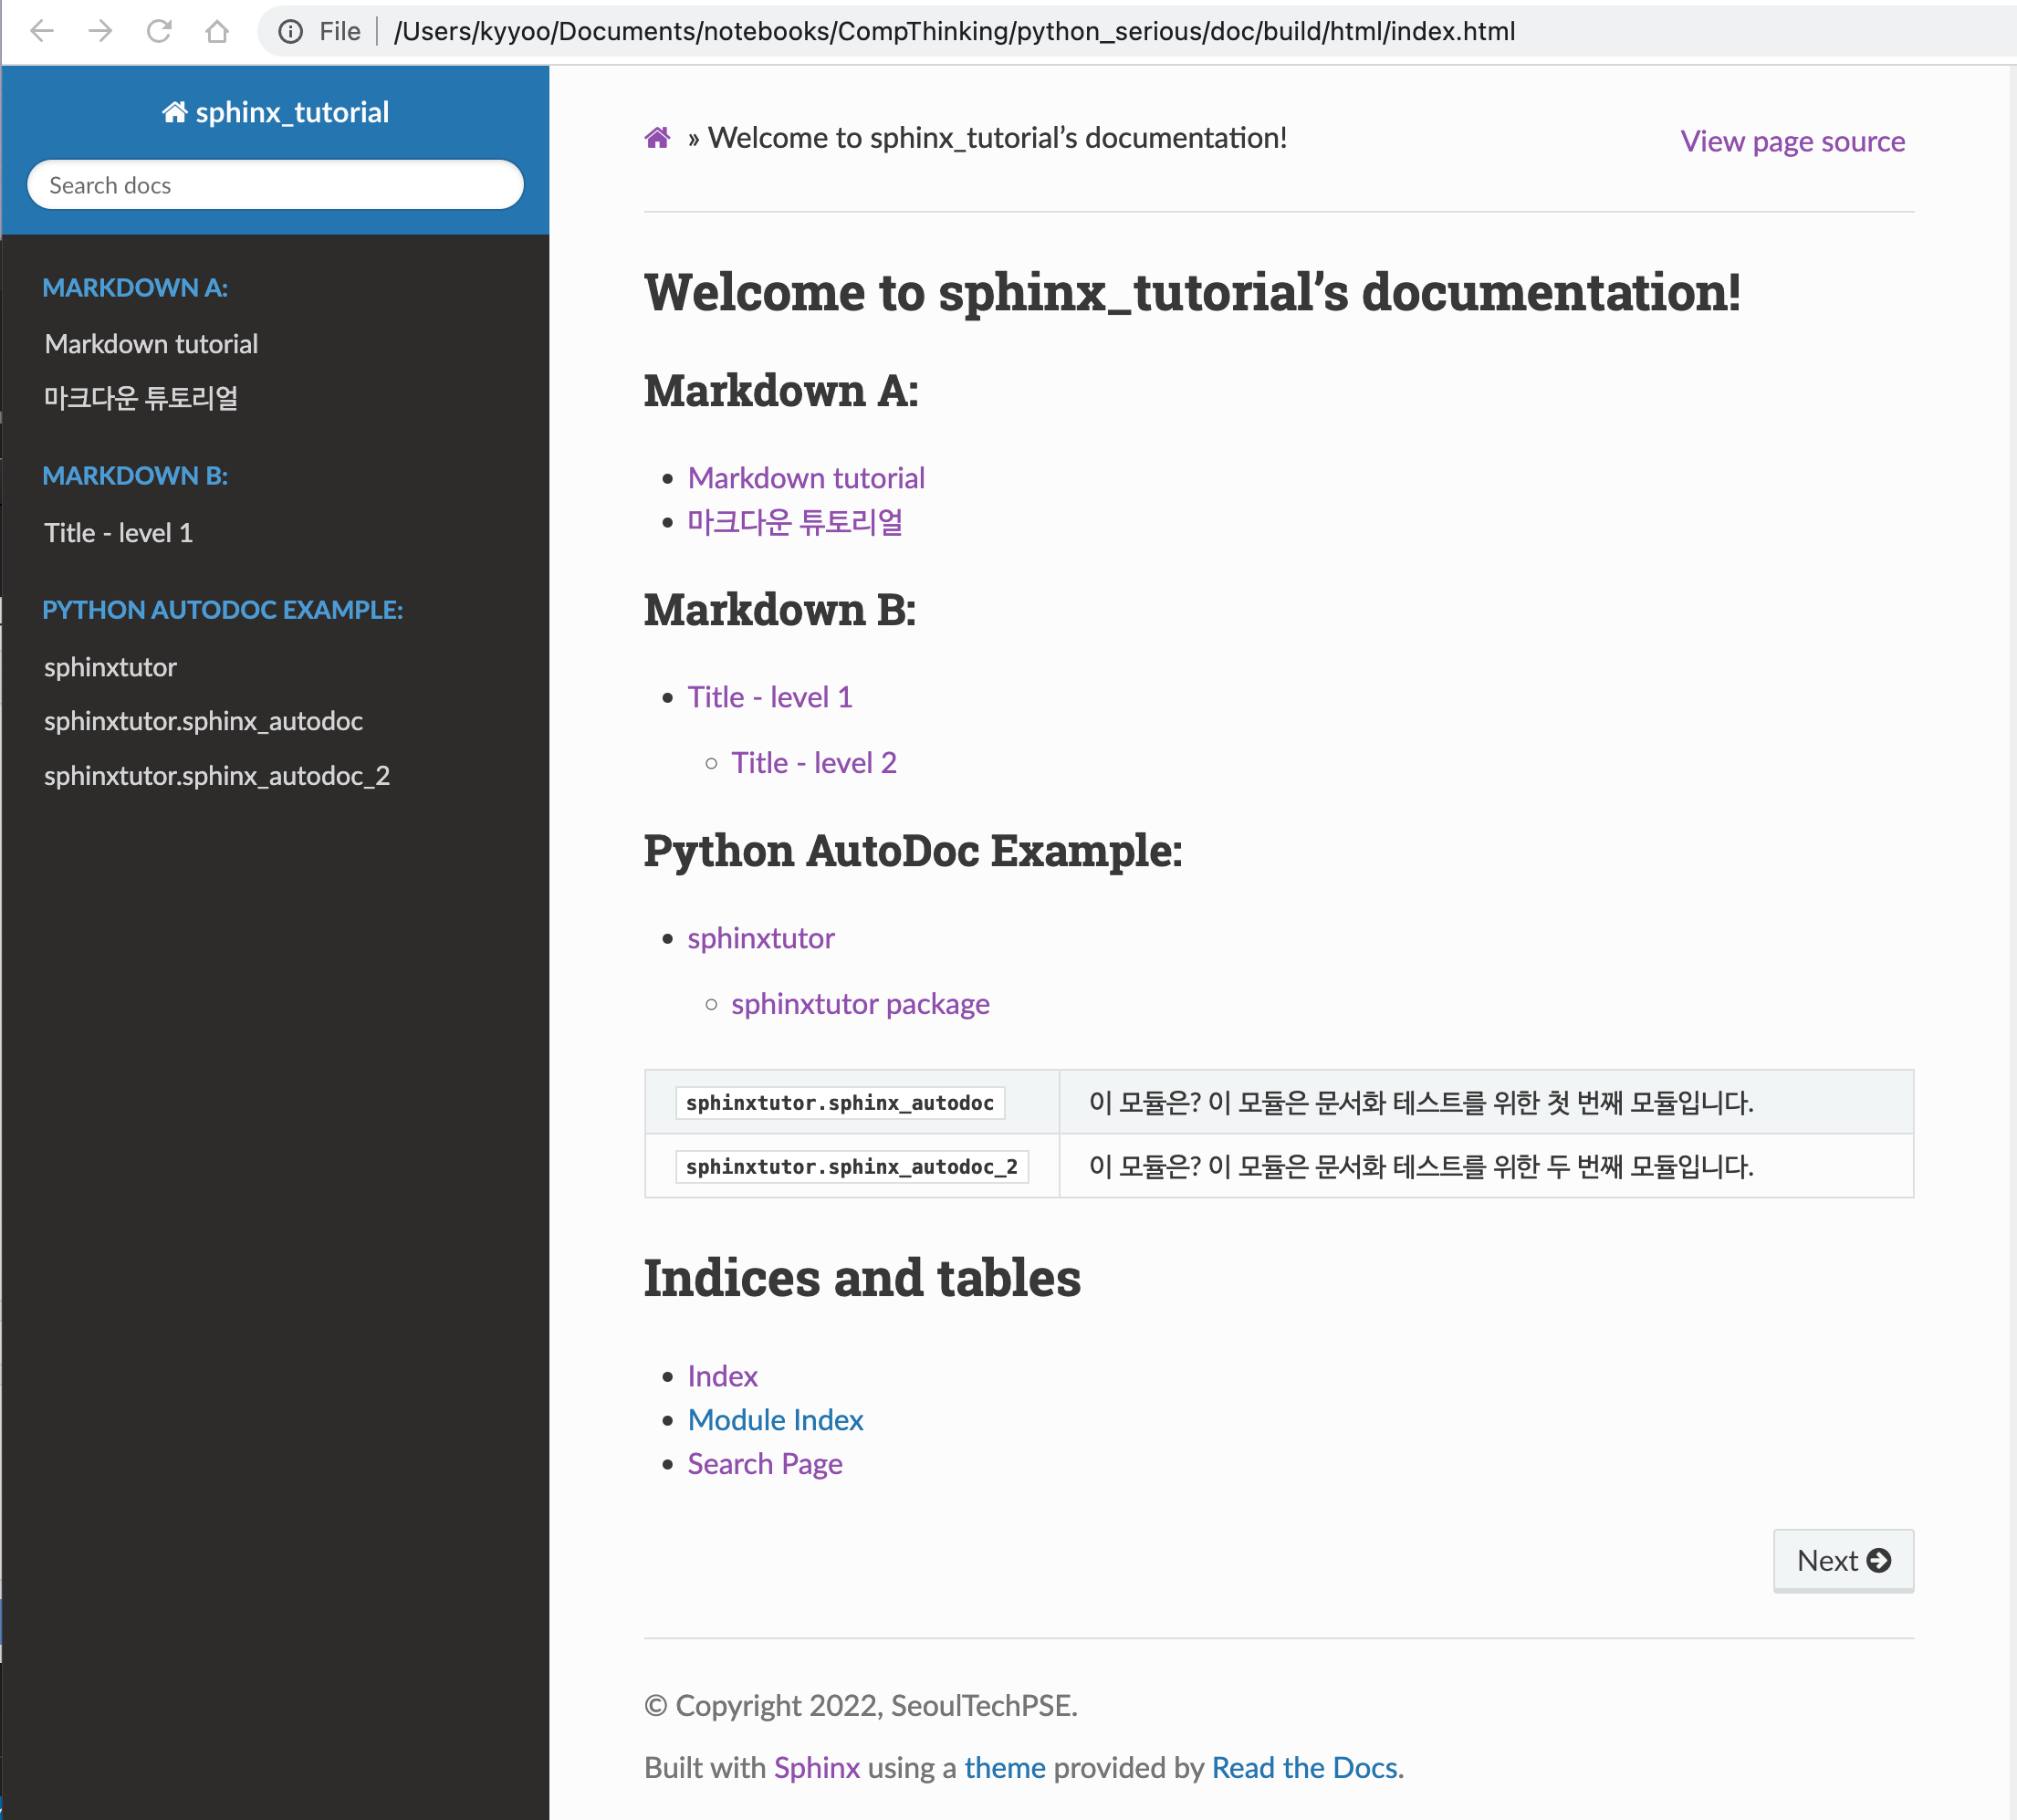 File | /Users/kyyoo/Documents/notebooks/CompThinking/python_serious/doc/build/html/index.html
sphinx_tutorial
Search docs
MARKDOWN A:
Markdown tutorial
마크다운 튜토리얼
MARKDOWN B:
Title - level 1
PYTHON AUTODOC EXAMPLE:
sphinxtutor
sphinxtutor.sphinx_autodoc
sphinxtutor.sphinx_autodoc_2
» Welcome to sphinx_tutorial’s documentation!
View page source
Welcome to sphinx_tutorial’s documentation!
Markdown A:
• Markdown tutorial
• 마크다운 튜토리얼
Markdown B:
• Title - level 1
○ Title - level 2
Python AutoDoc Example:
• sphinxtutor
○ sphinxtutor package
sphinxtutor.sphinx_autodoc 이 모듈은? 이 모듈은 문서화 테스트를 위한 첫 번째 모듈입니다.
sphinxtutor.sphinx_autodoc_2 이 모듈은? 이 모듈은 문서화 테스트를 위한 두 번째 모듈입니다.
Indices and tables
• Index
• Module Index
• Search Page
Next
© Copyright 2022, SeoulTechPSE.
Built with Sphinx using a theme provided by Read the Docs.